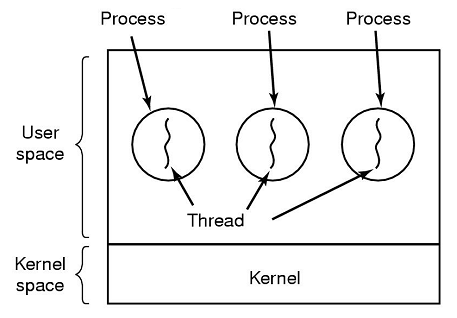 Process
Process
Process
User
space
Thread
Kernel
space
Kernel